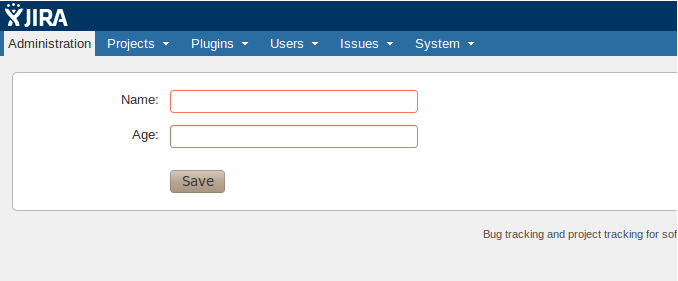 JIRA
Administration Projects Plugins Users Issues System
Name:
Age:
Save
Bug tracking and project tracking for sof